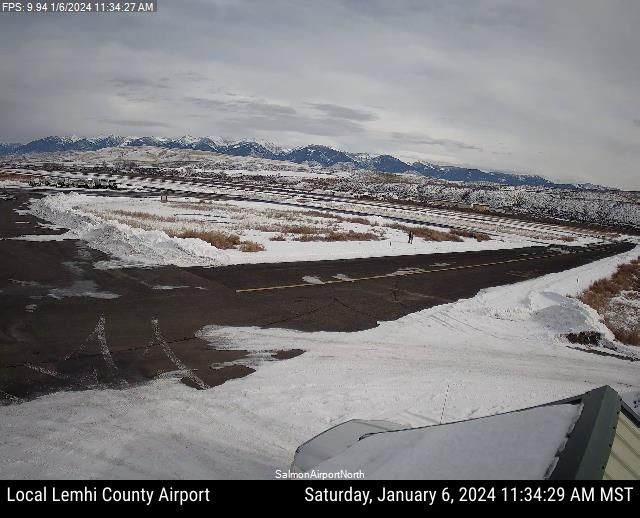 FPS: 9.94 1/6/2024 11:34:27 AM
SalmonAirportNorth
Local Lemhi County Airport
Saturday, January 6, 2024 11:34:29 AM MST